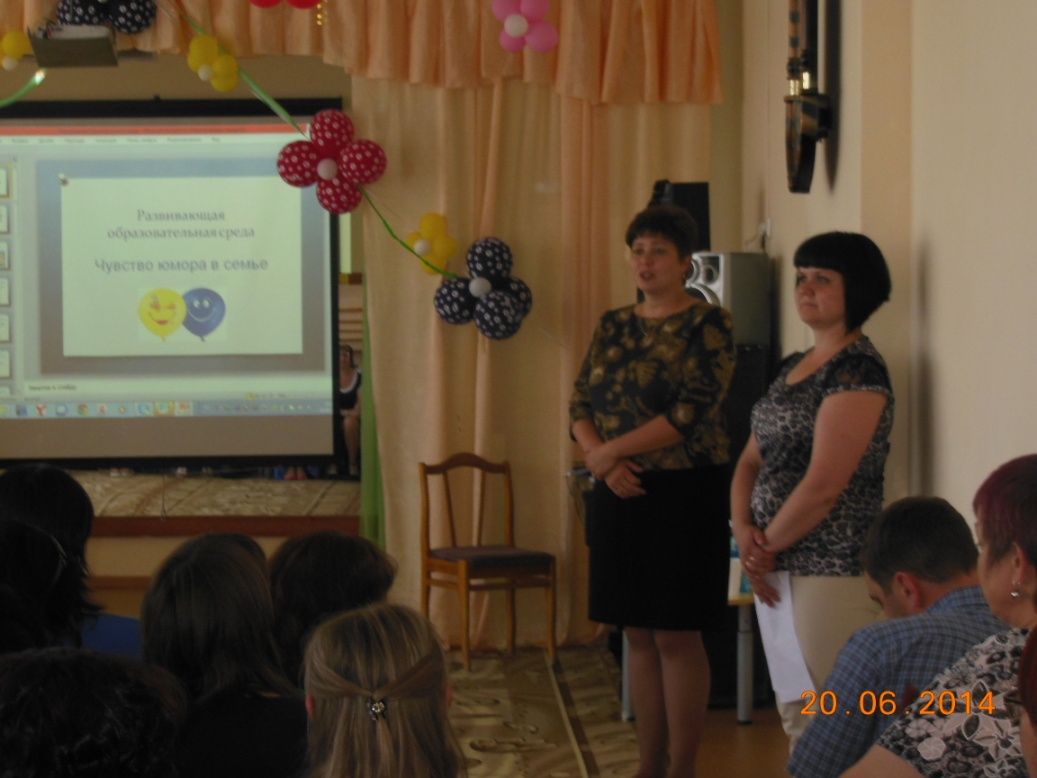 Развивающая
образовательная среда
Чувство юмора в семье
20.06.2014